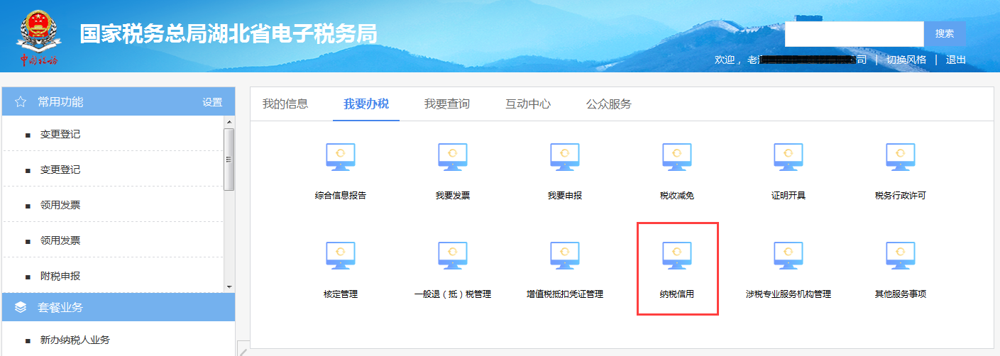 国家税务总局湖北省电子税务局
中国税务
搜索
欢迎，老 司 | 切换风格 | 退出
常用功能 设置
变更登记
变更登记
领用发票
领用发票
附税申报
套餐业务
新办纳税人业务
我的信息 我要办税 我要查询 互动中心 公众服务
综合信息报告 我要发票 我要申报 税收减免 证明开具 税务行政许可
核定管理 一般退（抵）税管理 增值税抵扣凭证管理 纳税信用 涉税专业服务机构管理 其他服务事项